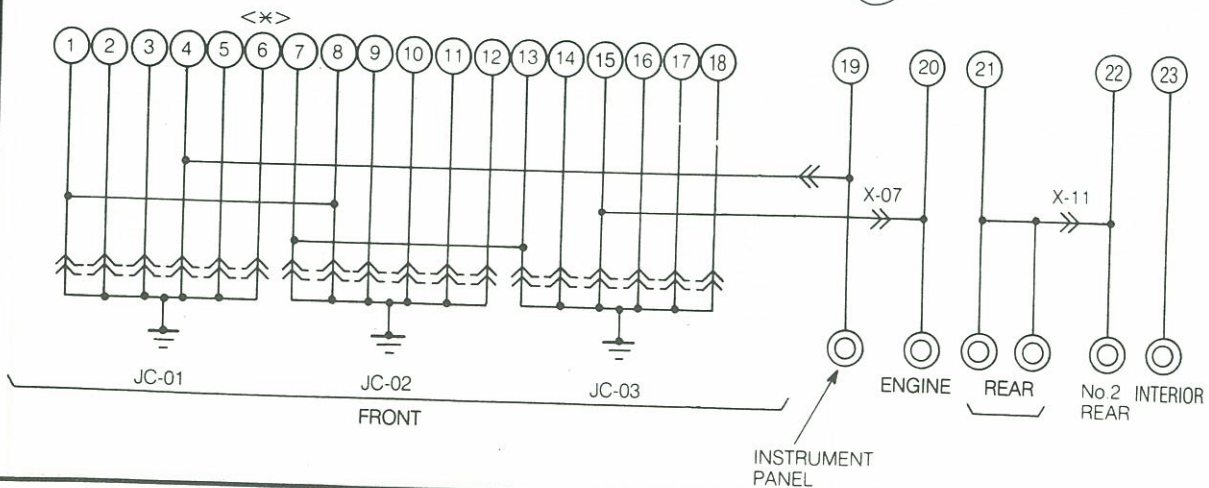 <*>
1 2 3 4 5 6 7 8 9 10 11 12 13 14 15 16 17 18 19 20 21 22 23
X-07 X-11
JC-01 JC-02 JC-03
FRONT
INSTRUMENT
PANEL
ENGINE
REAR
No.2
REAR
INTERIOR